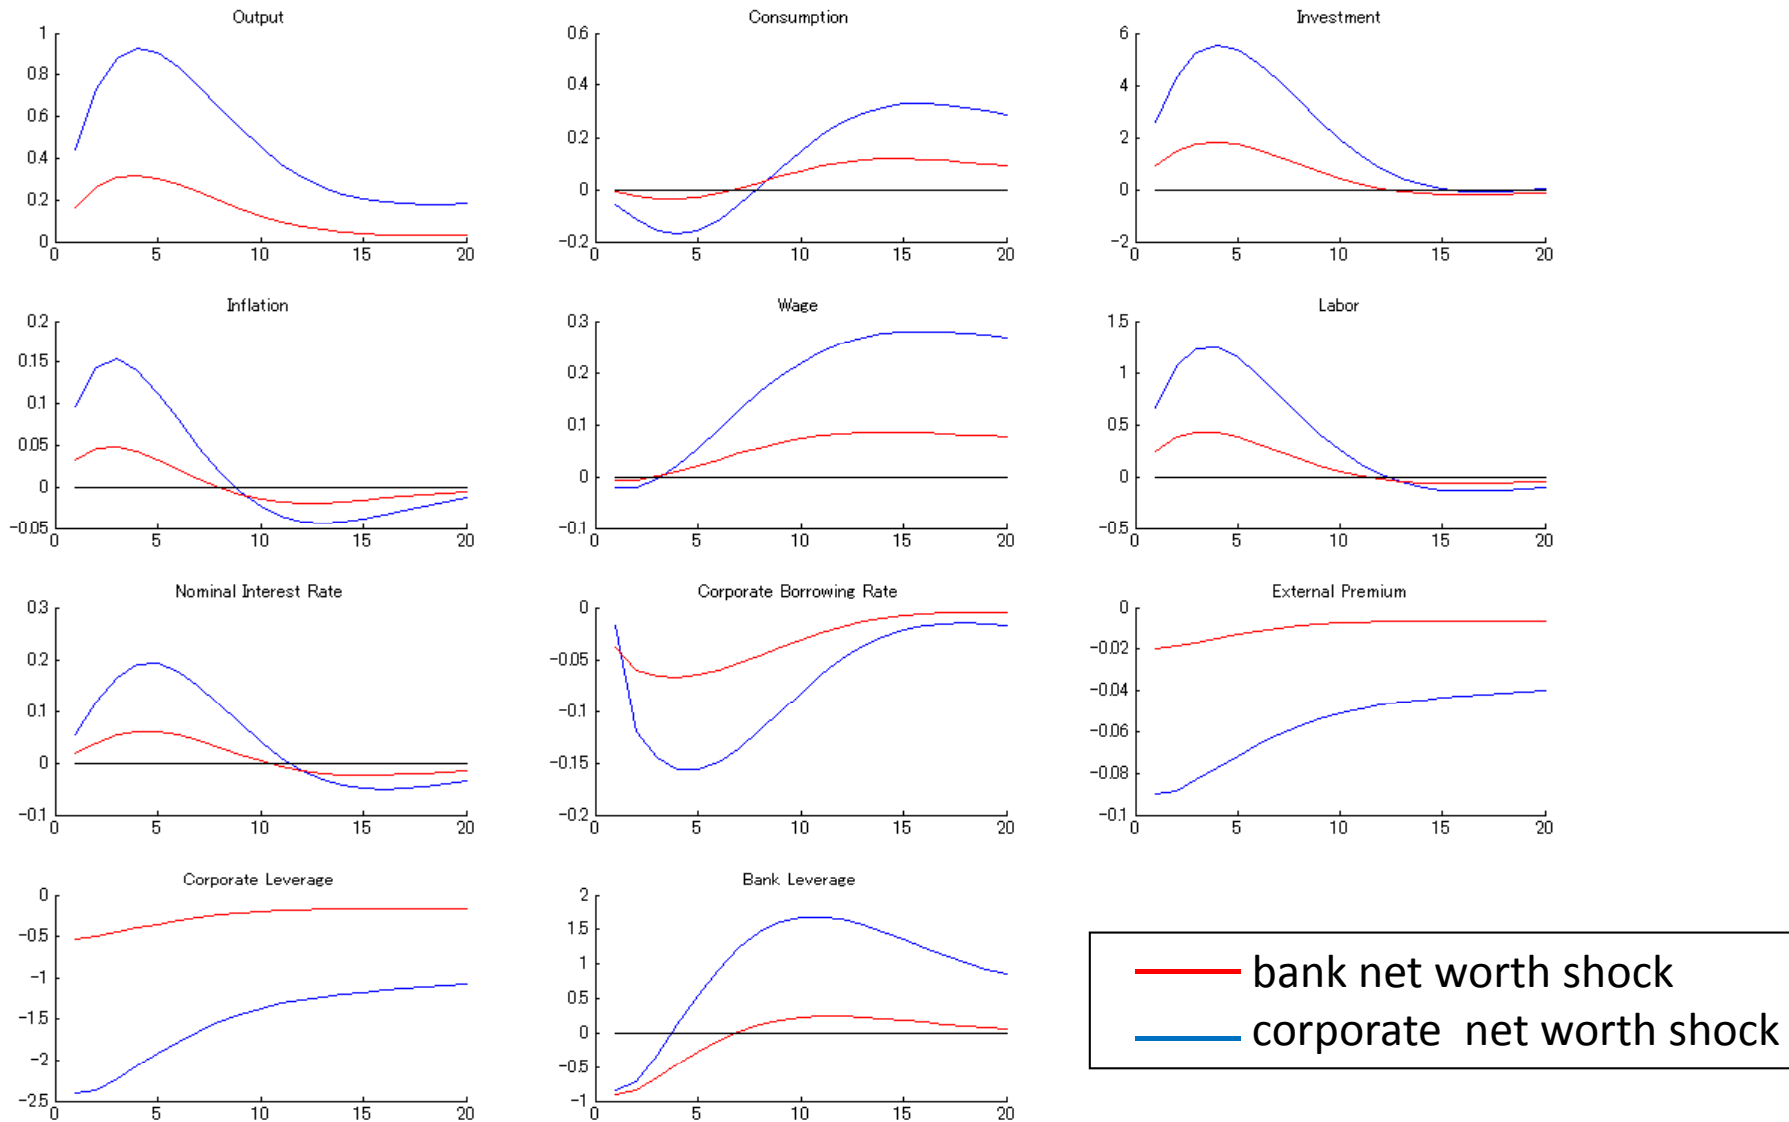 Output
1
0.8
0.6
0.4
0.2
0
0 5 10 15 20
Consumption
0.6
0.4
0.2
0
-0.2
0 5 10 15 20
Investment
6
4
2
0
-2
0 5 10 15 20
Inflation
0.2
0.15
0.1
0.05
0
-0.05
0 5 10 15 20
Wage
0.3
0.2
0.1
0
-0.1
0 5 10 15 20
Labor
1.5
1
0.5
0
-0.5
0 5 10 15 20
Nominal Interest Rate
0.3
0.2
0.1
0
-0.1
0 5 10 15 20
Corporate Borrowing Rate
0
-0.05
-0.1
-0.15
-0.2
0 5 10 15 20
External Premium
0
-0.02
-0.04
-0.06
-0.08
-0.1
0 5 10 15 20
Corporate Leverage
0
-0.5
-1
-1.5
-2
-2.5
0 5 10 15 20
Bank Leverage
2
1.5
1
0.5
0
-0.5
-1
0 5 10 15 20
bank net worth shock
corporate net worth shock